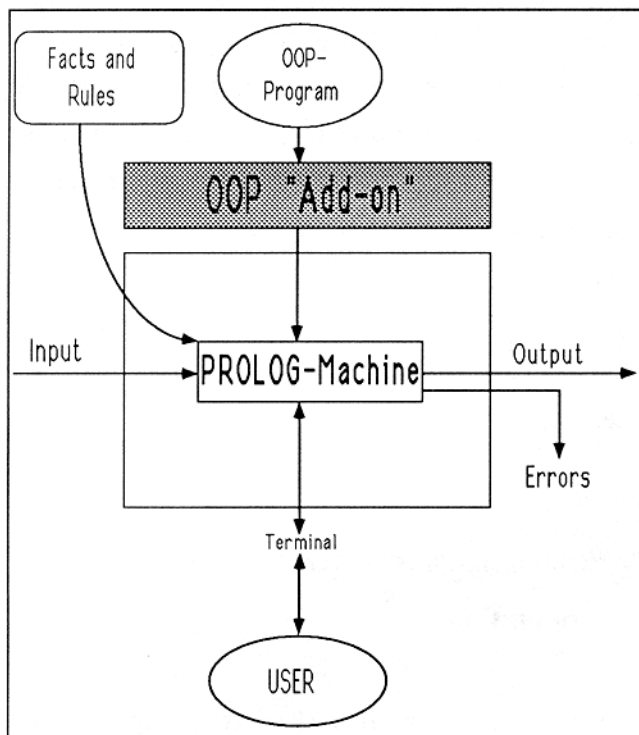 Facts and
Rules
OOP-
Program
OOP "Add-on"
Input
PROLOG-Machine
Output
Errors
Terminal
USER